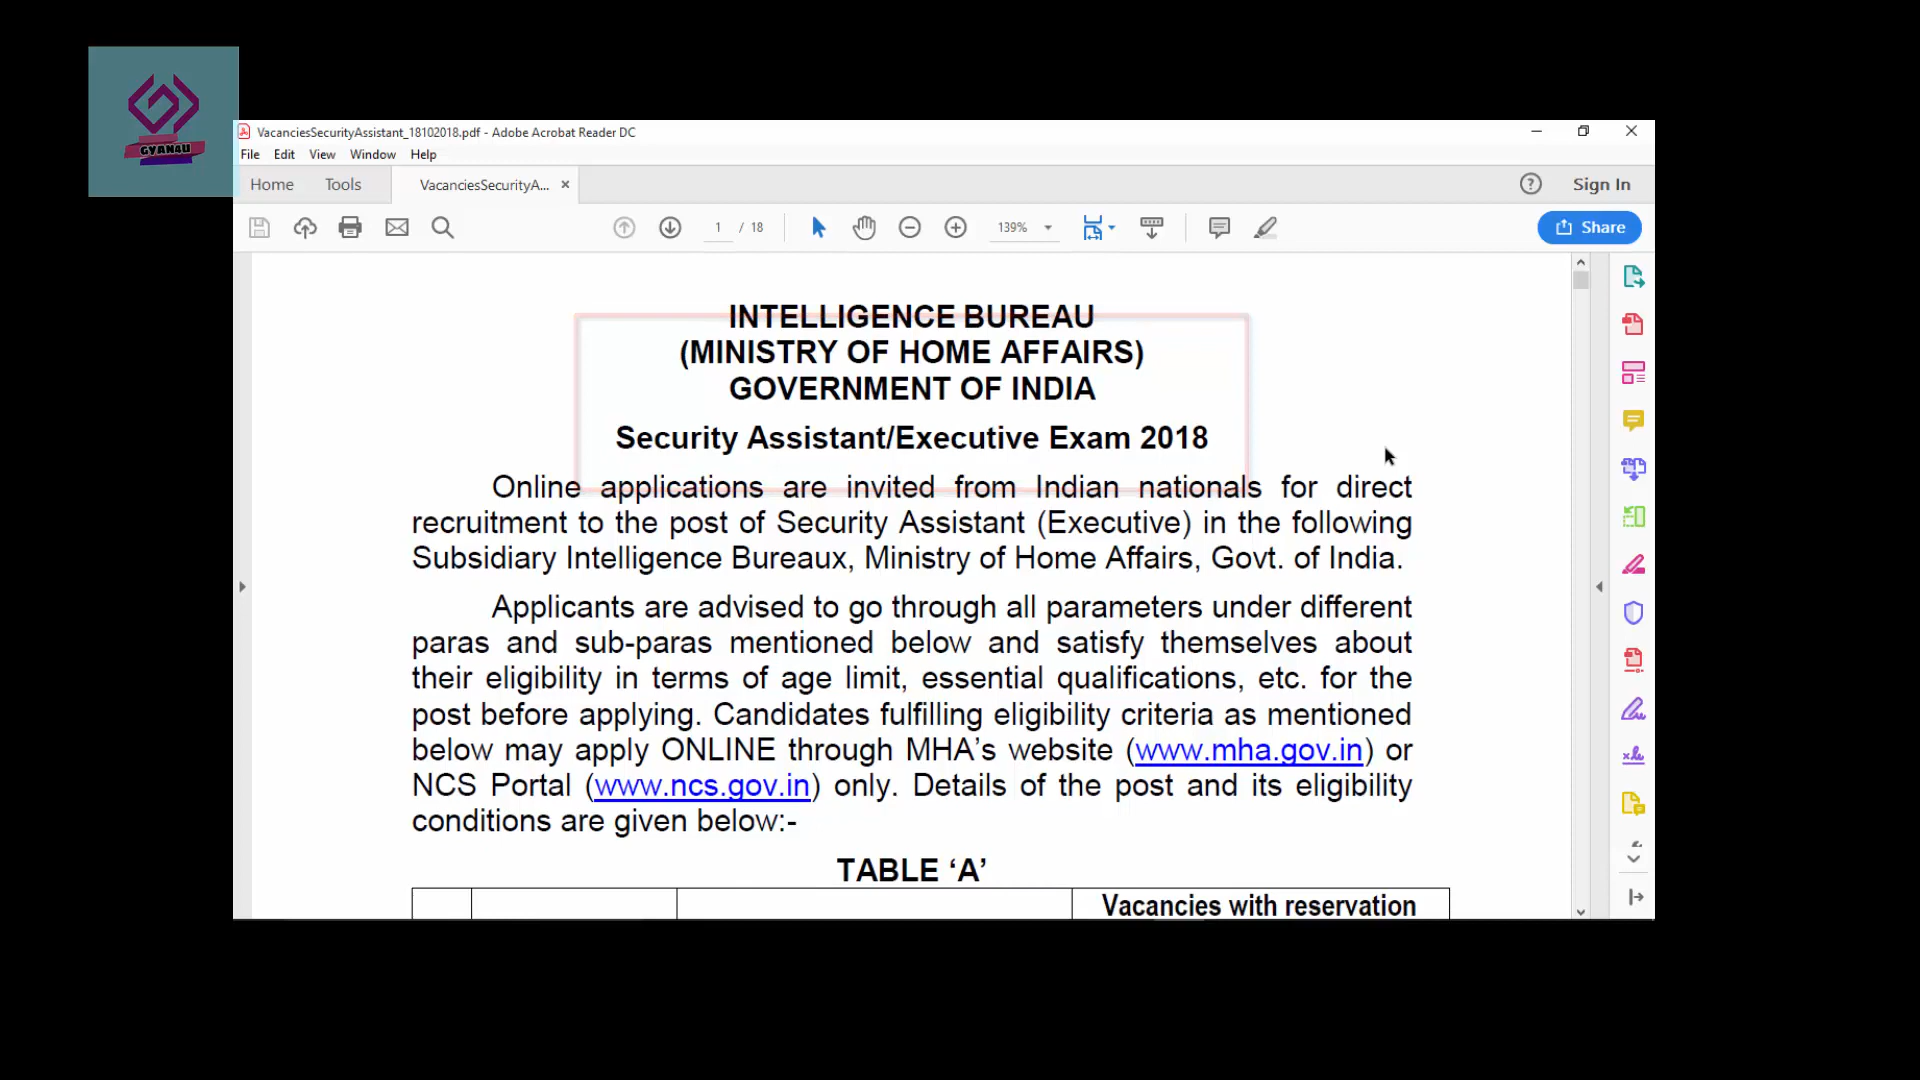 GYAN4U
VacanciesSecurityAssistant_18102018.pdf - Adobe Acrobat Reader DC
File Edit View Window Help
Home Tools VacanciesSecurityA... × Sign In
1 / 18 139% Share
INTELLIGENCE BUREAU
(MINISTRY OF HOME AFFAIRS)
GOVERNMENT OF INDIA
Security Assistant/Executive Exam 2018
Online applications are invited from Indian nationals for direct
recruitment to the post of Security Assistant (Executive) in the following
Subsidiary Intelligence Bureaux, Ministry of Home Affairs, Govt. of India.
Applicants are advised to go through all parameters under different
paras and sub-paras mentioned below and satisfy themselves about
their eligibility in terms of age limit, essential qualifications, etc. for the
post before applying. Candidates fulfilling eligibility criteria as mentioned
below may apply ONLINE through MHA’s website (www.mha.gov.in) or
NCS Portal (www.ncs.gov.in) only. Details of the post and its eligibility
conditions are given below:-
TABLE ‘A’
Vacancies with reservation